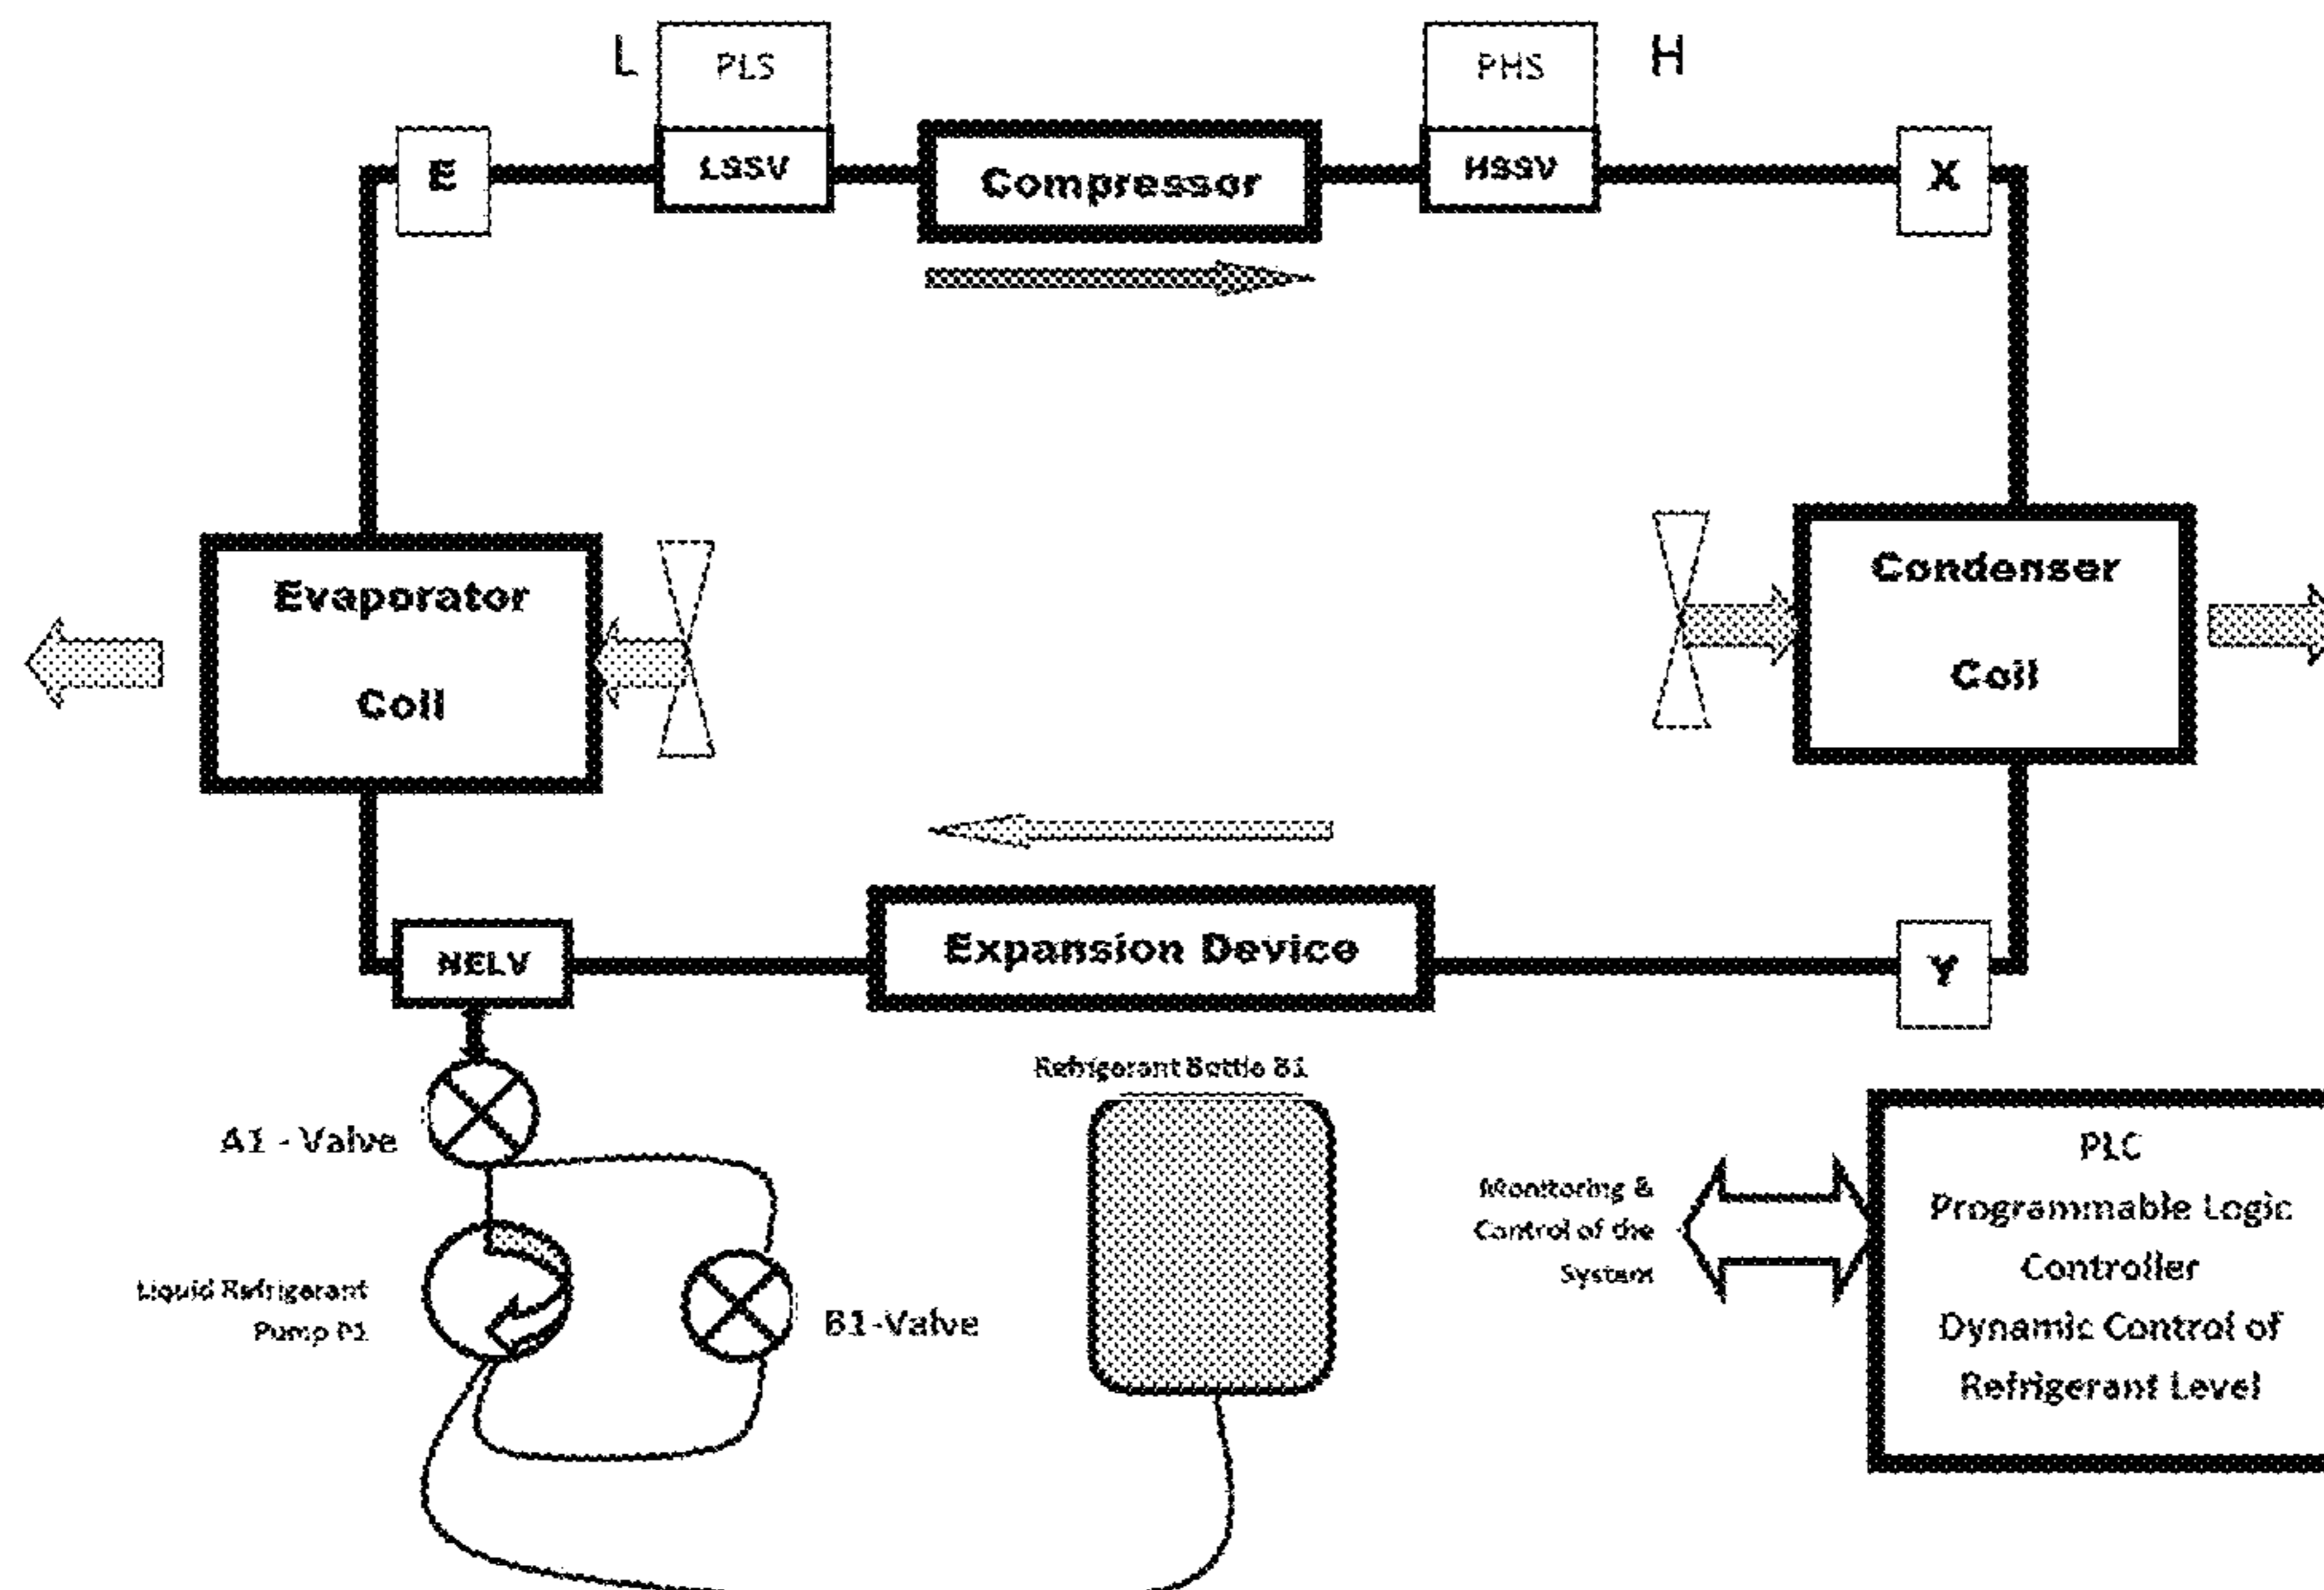 L
PLS
PHS
H
E
LSSV
Compressor
HSSV
X
Evaporator
Coil
Condenser
Coil
NELV
Expansion Device
Y
Refrigerant Bottle B1
A1 - Valve
Liquid Refrigerant
Pump P1
B1-Valve
Monitoring &
Control of the
System
PLC
Programmable Logic
Controller
Dynamic Control of
Refrigerant Level